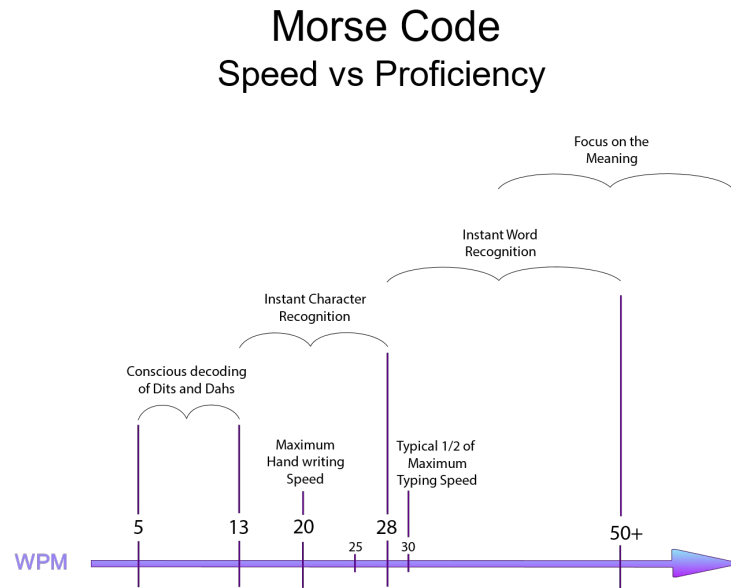 Morse Code
Speed vs Proficiency
Focus on the
Meaning
Instant Word
Recognition
Instant Character
Recognition
Conscious decoding
of Dits and Dahs
Maximum
Hand writing
Speed
Typical 1/2 of
Maximum
Typing Speed
5
13
20
28
50+
25
30
WPM